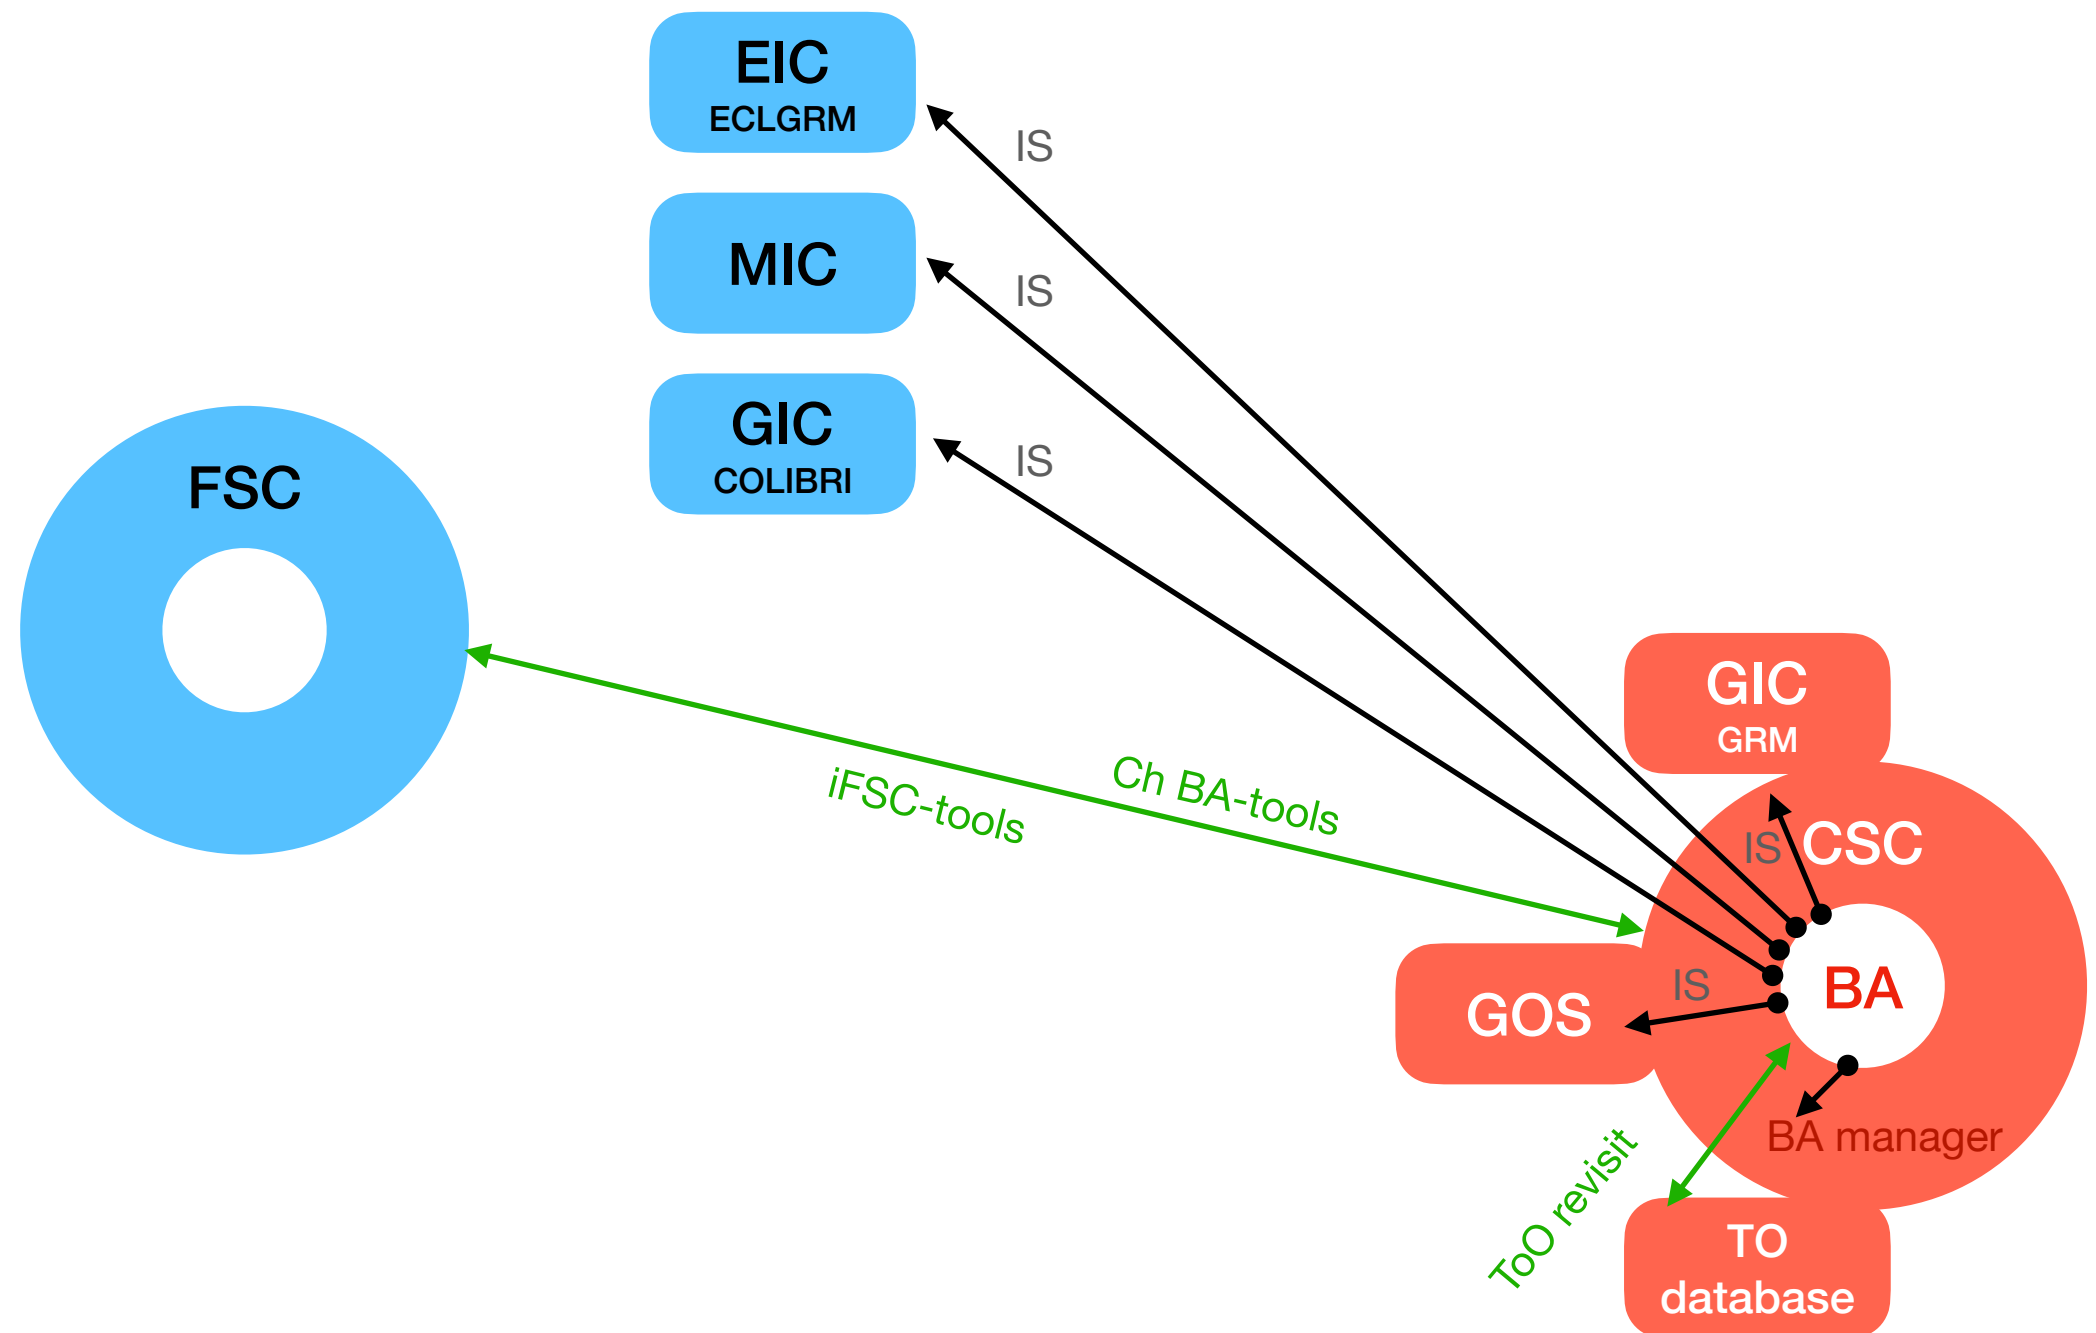 EIC
ECLGRM
IS
MIC
IS
GIC
COLIBRI
IS
FSC
GIC
GRM
iFSC-tools
Ch BA-tools
IS
CSC
IS
BA
GOS
BA manager
ToO revisit
TO
database